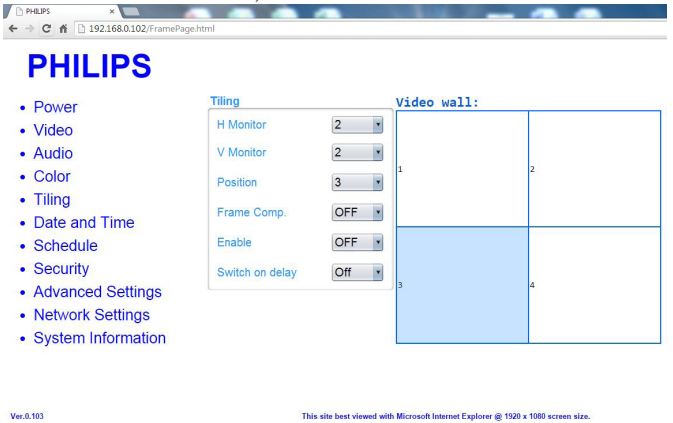 PHILIPS ×
192.168.0.102/FramePage.html
PHILIPS
• Power
• Video
• Audio
• Color
• Tiling
• Date and Time
• Schedule
• Security
• Advanced Settings
• Network Settings
• System Information
Tiling
H Monitor 2
V Monitor 2
Position 3
Frame Comp. OFF
Enable OFF
Switch on delay Off
Video wall:
1 2
3 4
Ver.0.103
This site best viewed with Microsoft Internet Explorer @ 1920 x 1080 screen size.